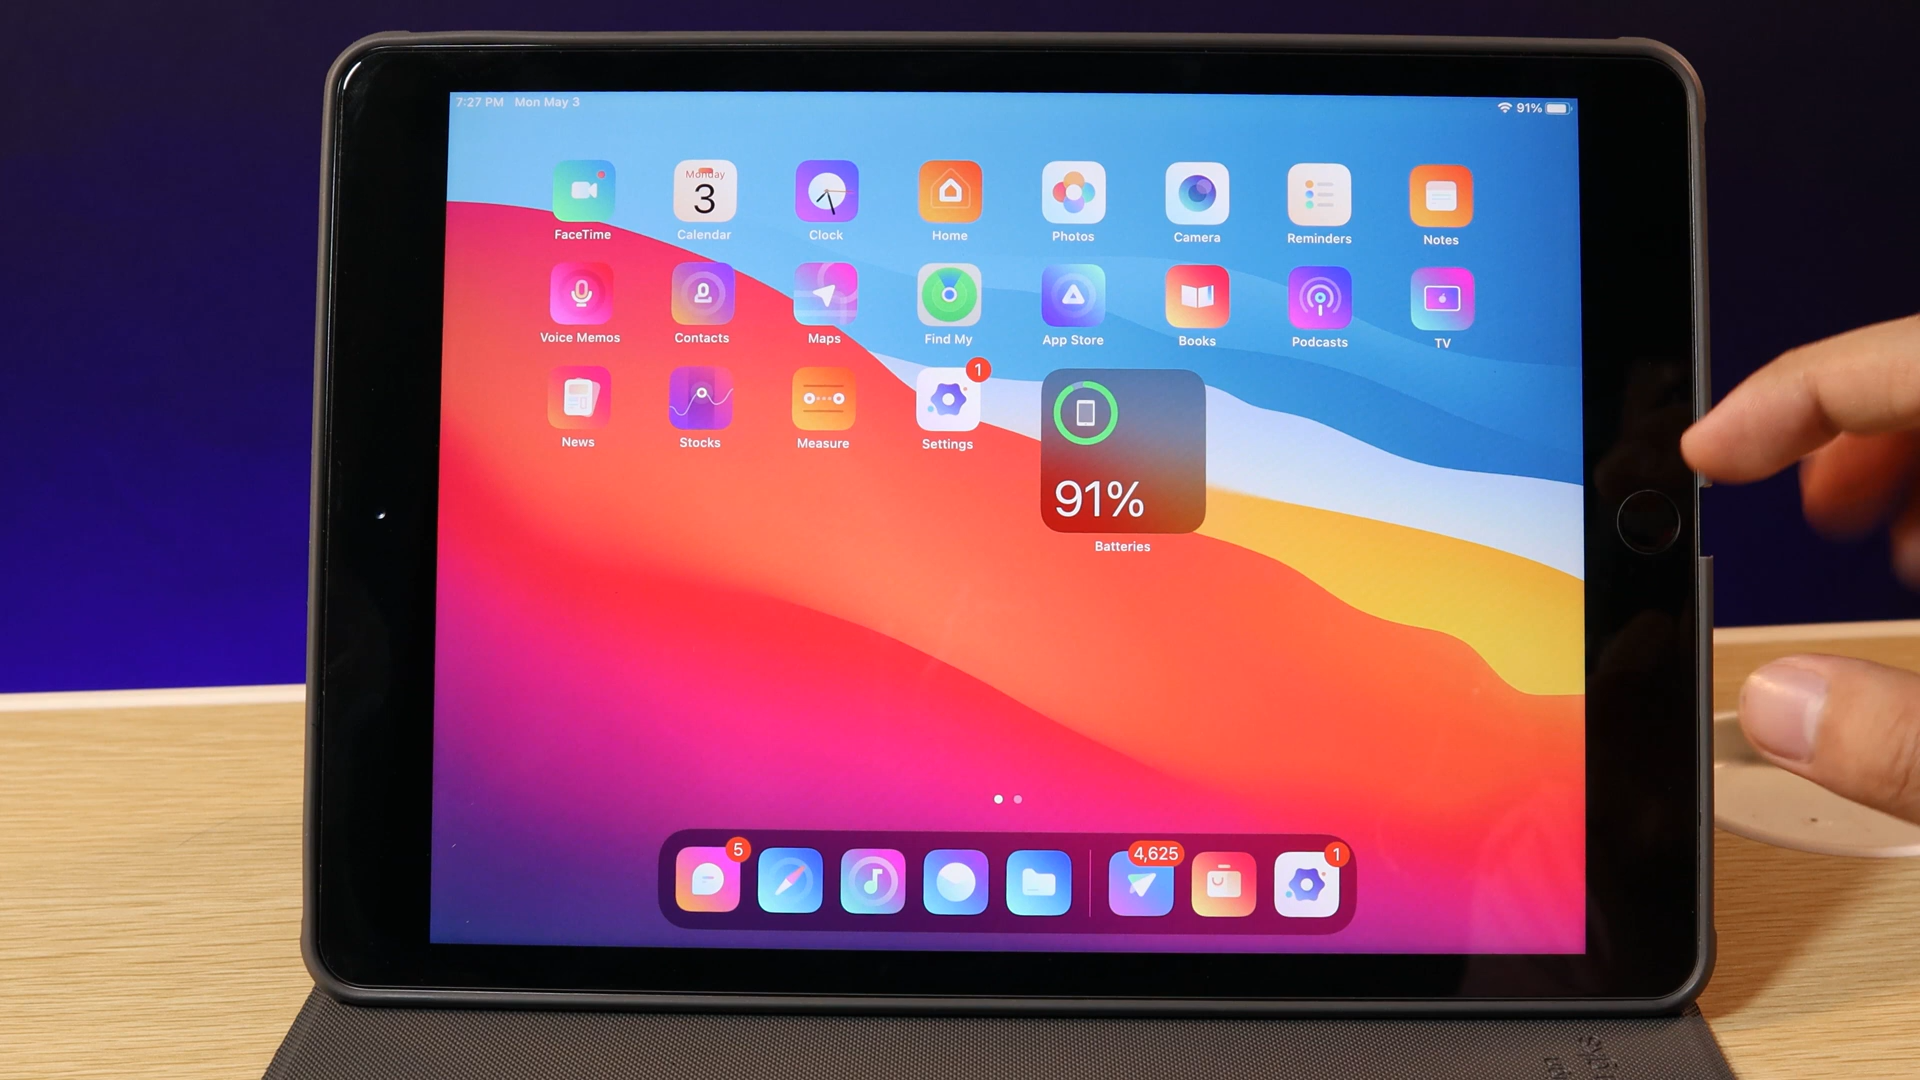 7:27 PM Mon May 3
91%
Monday
3
FaceTime
Calendar
Clock
Home
Photos
Camera
Reminders
Notes
Voice Memos
Contacts
Maps
Find My
App Store
Books
Podcasts
TV
1
News
Stocks
Measure
Settings
91%
Batteries
5
4,625
1